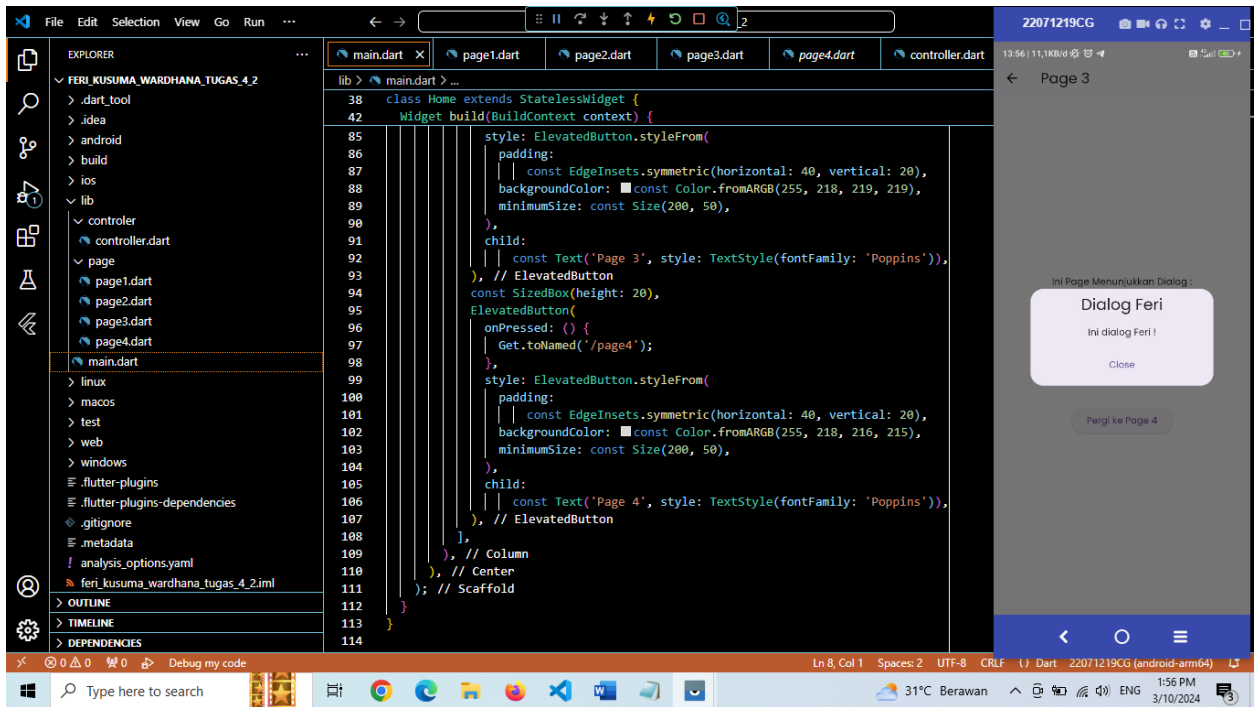 File Edit Selection View Go Run ···
_2
22071219CG
EXPLORER ···
FERI_KUSUMA_WARDHANA_TUGAS_4_2
.dart_tool
.idea
android
build
ios
lib
controler
controller.dart
page
page1.dart
page2.dart
page3.dart
page4.dart
main.dart
linux
macos
test
web
windows
.flutter-plugins
.flutter-plugins-dependencies
.gitignore
.metadata
analysis_options.yaml
feri_kusuma_wardhana_tugas_4_2.iml
OUTLINE
TIMELINE
DEPENDENCIES
main.dart page1.dart page2.dart page3.dart page4.dart controller.dart
lib > main.dart > ...
38 class Home extends StatelessWidget {
42 Widget build(BuildContext context) {
85 style: ElevatedButton.styleFrom(
86 padding:
87 const EdgeInsets.symmetric(horizontal: 40, vertical: 20),
88 backgroundColor: const Color.fromARGB(255, 218, 219, 219),
89 minimumSize: const Size(200, 50),
90 ),
91 child:
92 const Text('Page 3', style: TextStyle(fontFamily: 'Poppins')),
93 ), // ElevatedButton
94 const SizedBox(height: 20),
95 ElevatedButton(
96 onPressed: () {
97 Get.toNamed('/page4');
98 },
99 style: ElevatedButton.styleFrom(
100 padding:
101 const EdgeInsets.symmetric(horizontal: 40, vertical: 20),
102 backgroundColor: const Color.fromARGB(255, 218, 216, 215),
103 minimumSize: const Size(200, 50),
104 ),
105 child:
106 const Text('Page 4', style: TextStyle(fontFamily: 'Poppins')),
107 ), // ElevatedButton
108 ],
109 ), // Column
110 ), // Center
111 ); // Scaffold
112 }
113 }
114
13:56 | 11,1KB/d
Page 3
Ini Page Menunjukkan Dialog :
Dialog Feri
Ini dialog Feri !
Close
Pergi ke Page 4
0 0 0 Debug my code
Ln 8, Col 1 Spaces: 2 UTF-8 CRLF {} Dart 22071219CG (android-arm64)
Type here to search
31°C Berawan
ENG
1:56 PM
3/10/2024
3